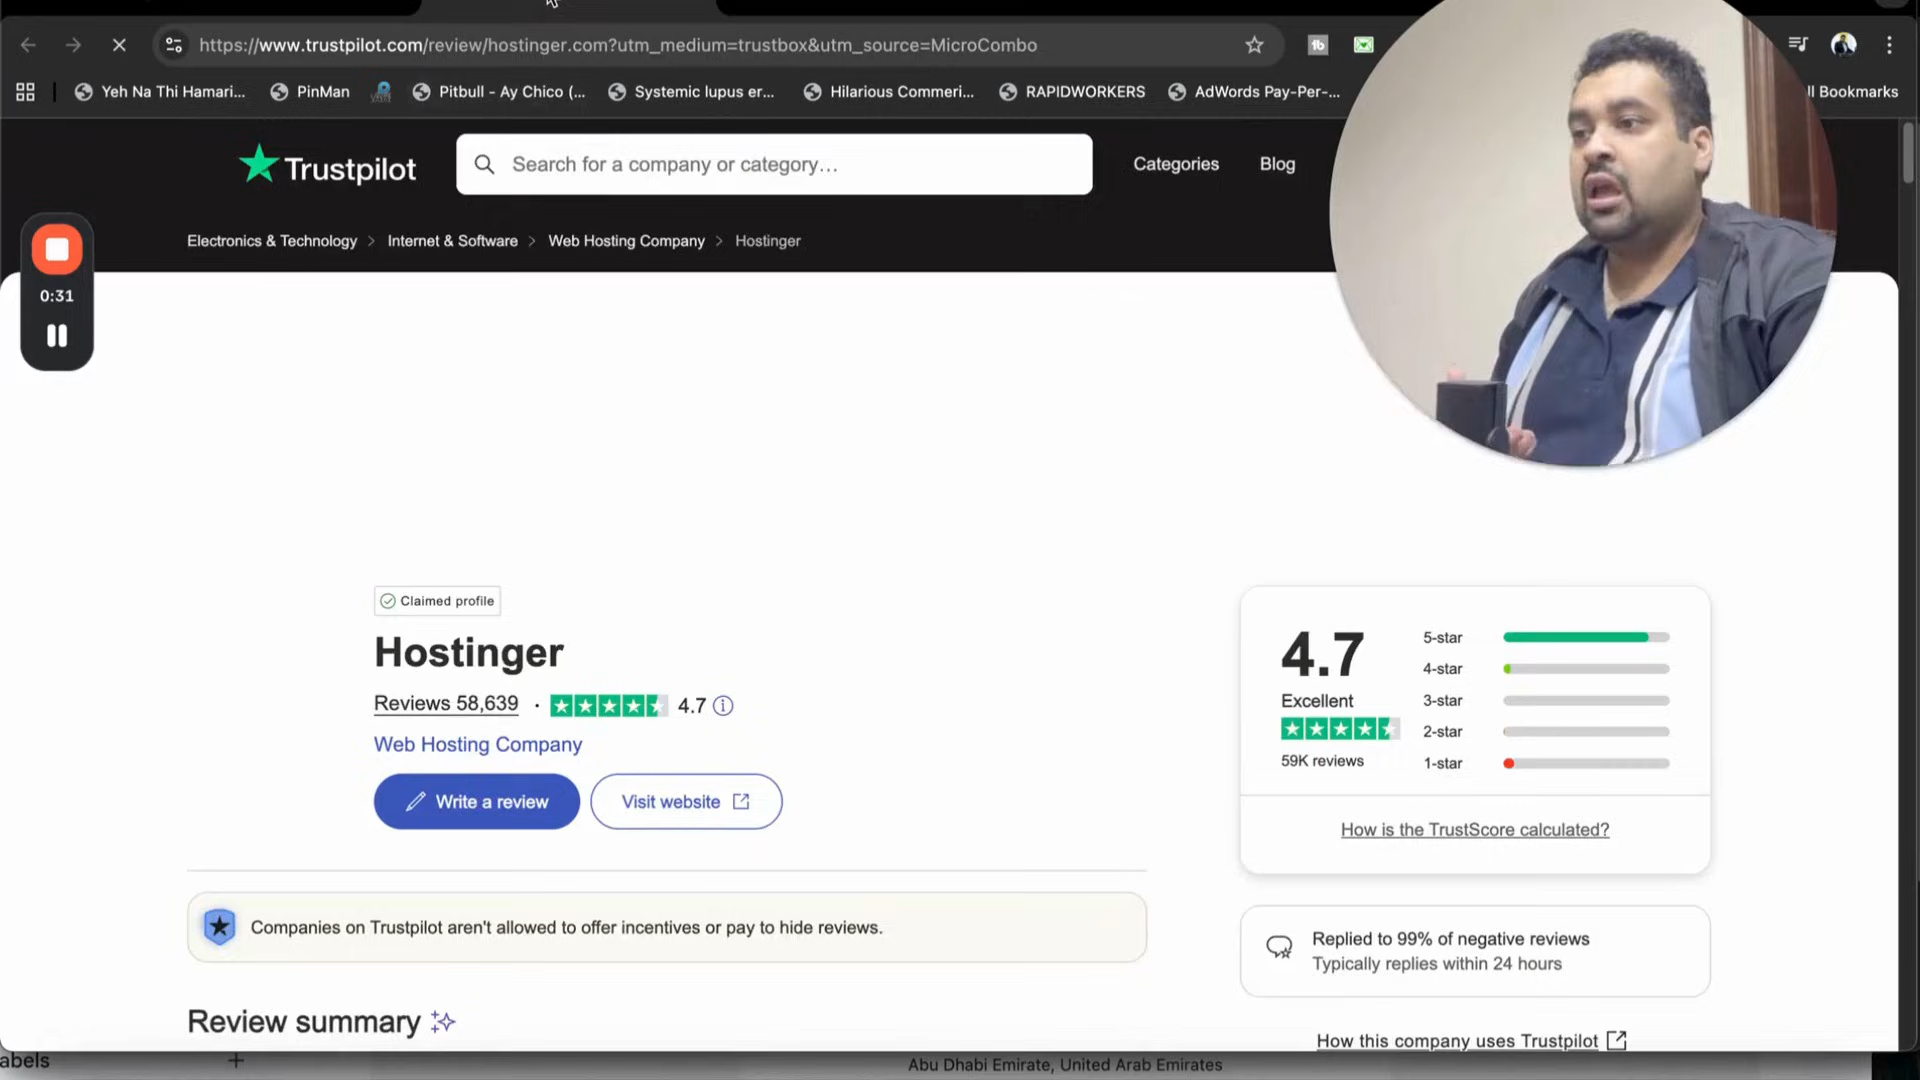 https://www.trustpilot.com/review/hostinger.com?utm_medium=trustbox&utm_source=MicroCombo
Yeh Na Thi Hamari... PinMan Pitbull - Ay Chico (... Systemic lupus er... Hilarious Commeri... RAPIDWORKERS AdWords Pay-Per-... ll Bookmarks
Trustpilot Search for a company or category... Categories Blog
Electronics & Technology > Internet & Software > Web Hosting Company > Hostinger
0:31
Claimed profile
Hostinger
Reviews 58,639 · 4.7
Web Hosting Company
Write a review Visit website
4.7
Excellent
59K reviews
5-star
4-star
3-star
2-star
1-star
How is the TrustScore calculated?
Companies on Trustpilot aren't allowed to offer incentives or pay to hide reviews.
Replied to 99% of negative reviews
Typically replies within 24 hours
Review summary
How this company uses Trustpilot
abels +
Abu Dhabi Emirate, United Arab Emirates